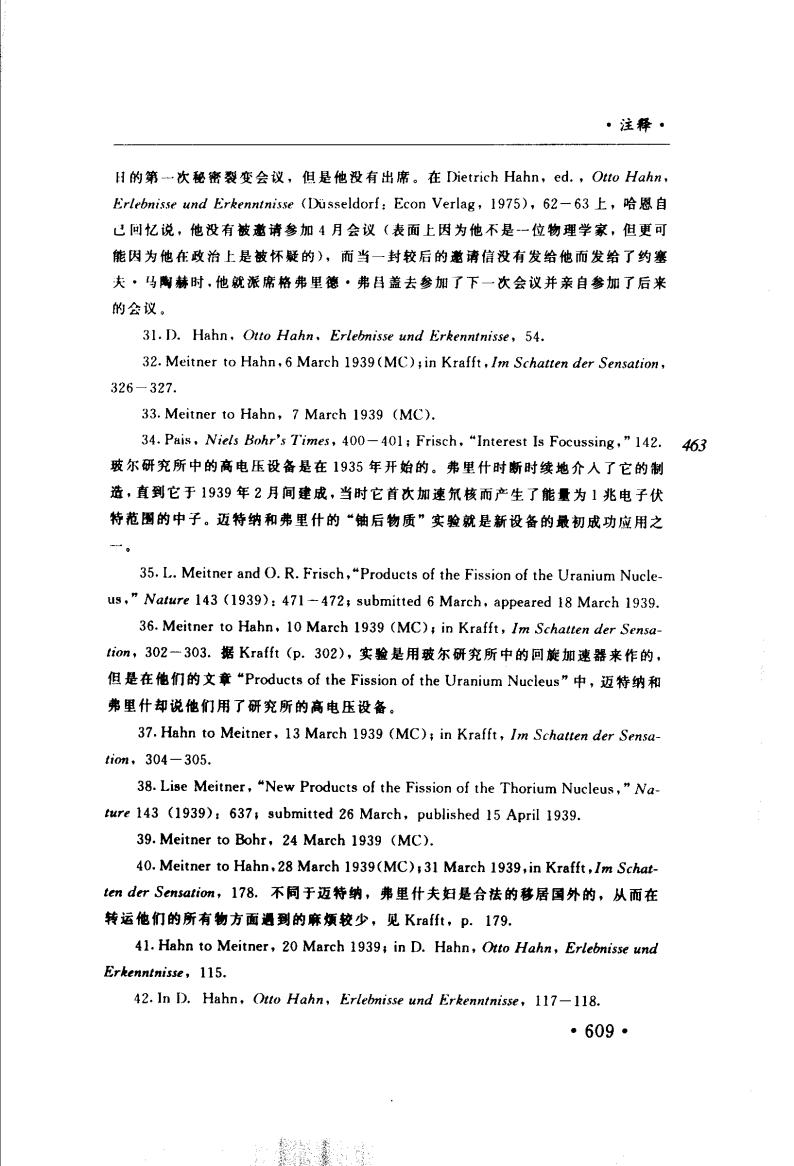 ·注释·
日的第一次秘密裂变会议，但是他没有出席。在 Dietrich Hahn, ed., Otto Hahn,
Erlebnisse und Erkenntnisse (Düsseldorf: Econ Verlag, 1975), 62－63 上，哈恩自
己回忆说，他没有被邀请参加 4 月会议（表面上因为他不是一位物理学家，但更可
能因为他在政治上是被怀疑的），而当一封较后的邀请信没有发给他而发给了约塞
夫·马陶赫时，他就派席格弗里德·弗吕盖去参加了下一次会议并亲自参加了后来
的会议。
31. D. Hahn, Otto Hahn, Erlebnisse und Erkenntnisse, 54.
32. Meitner to Hahn, 6 March 1939 (MC); in Krafft, Im Schatten der Sensation,
326－327.
33. Meitner to Hahn, 7 March 1939 (MC).
34. Pais, Niels Bohr's Times, 400－401; Frisch, “Interest Is Focussing,” 142.
463
玻尔研究所中的高电压设备是在 1935 年开始的。弗里什时断时续地介人了它的制
造，直到它于 1939 年 2 月间建成，当时它首次加速氘核而产生了能量为 1 兆电子伏
特范围的中子。迈特纳和弗里什的“铀后物质”实验就是新设备的最初成功应用之
一。
35. L. Meitner and O. R. Frisch, “Products of the Fission of the Uranium Nucle-
us,” Nature 143 (1939): 471－472; submitted 6 March, appeared 18 March 1939.
36. Meitner to Hahn, 10 March 1939 (MC); in Krafft, Im Schatten der Sensa-
tion, 302－303. 据 Krafft (p. 302)，实验是用玻尔研究所中的回旋加速器来作的，
但是在他们的文章“Products of the Fission of the Uranium Nucleus”中，迈特纳和
弗里什却说他们用了研究所的高电压设备。
37. Hahn to Meitner, 13 March 1939 (MC); in Krafft, Im Schatten der Sensa-
tion, 304－305.
38. Lise Meitner, “New Products of the Fission of the Thorium Nucleus,” Na-
ture 143 (1939): 637; submitted 26 March, published 15 April 1939.
39. Meitner to Bohr, 24 March 1939 (MC).
40. Meitner to Hahn, 28 March 1939 (MC); 31 March 1939, in Krafft, Im Schat-
ten der Sensation, 178. 不同于迈特纳，弗里什夫妇是合法的移居国外的，从而在
转运他们的所有物方面遇到的麻烦较少，见 Krafft, p. 179.
41. Hahn to Meitner, 20 March 1939; in D. Hahn, Otto Hahn, Erlebnisse und
Erkenntnisse, 115.
42. In D. Hahn, Otto Hahn, Erlebnisse und Erkenntnisse, 117－118.
·609·